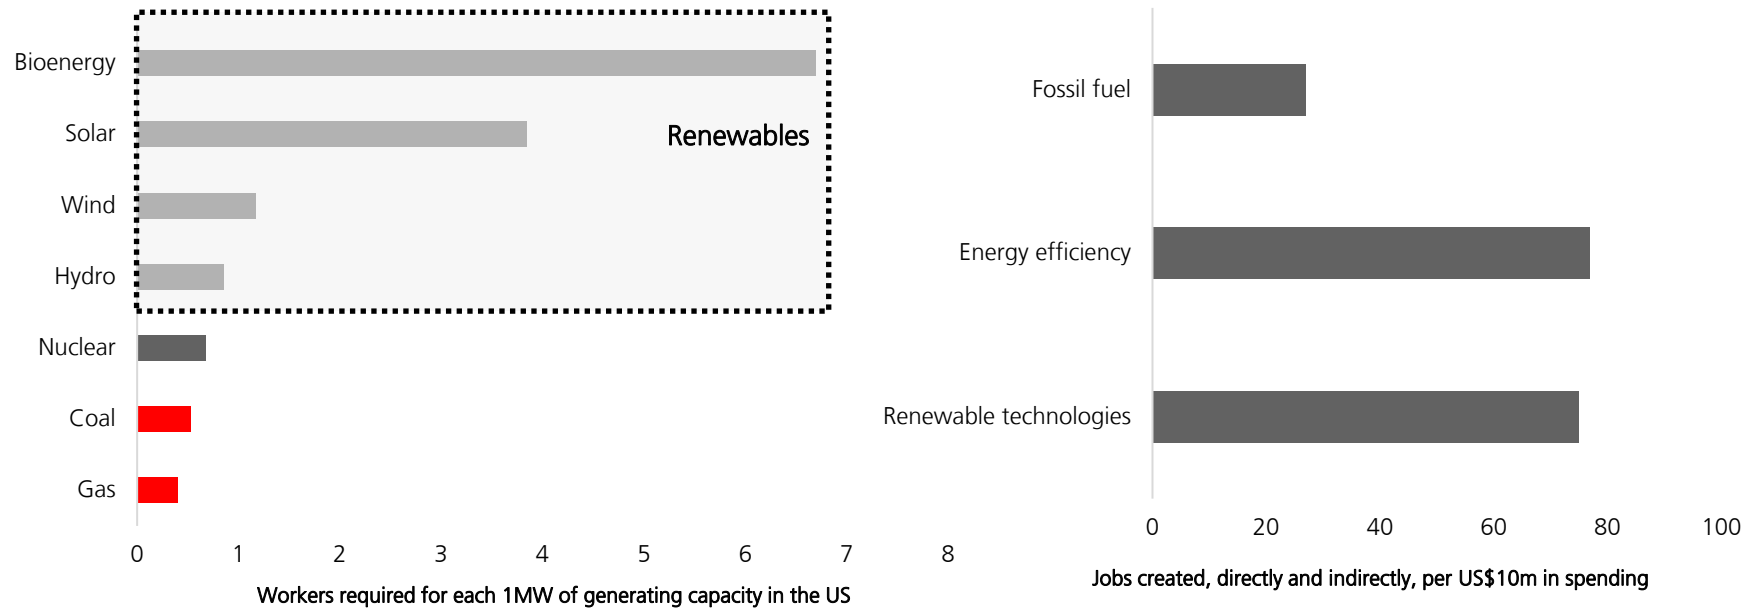 Bioenergy
Solar
Renewables
Wind
Hydro
Nuclear
Coal
Gas
0 1 2 3 4 5 6 7 8
Workers required for each 1MW of generating capacity in the US
Fossil fuel
Energy efficiency
Renewable technologies
0 20 40 60 80 100
Jobs created, directly and indirectly, per US$10m in spending